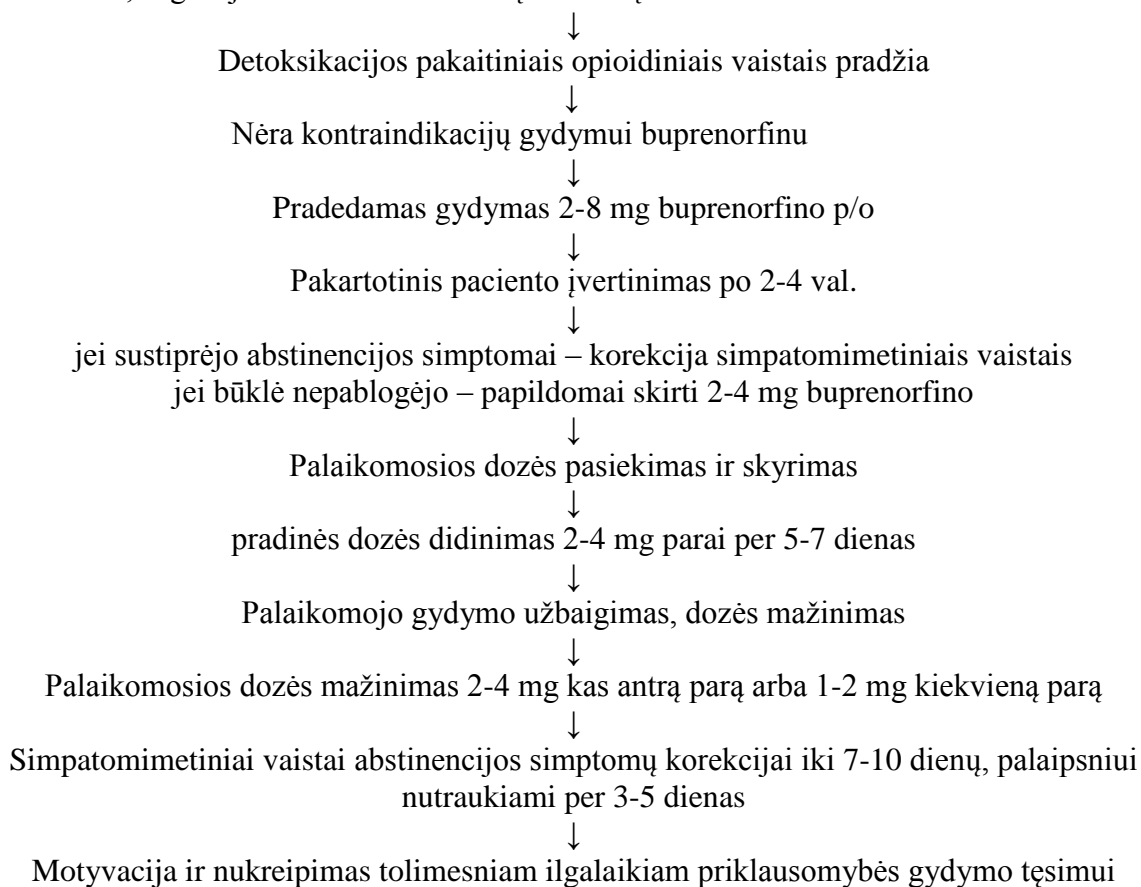 ↓
Detoksikacijos pakaitiniais opioidiniais vaistais pradžia
↓
Nėra kontraindikacijų gydymui buprenorfinu
↓
Pradedamas gydymas 2-8 mg buprenorfino p/o
↓
Pakartotinis paciento įvertinimas po 2-4 val.
↓
jei sustiprėjo abstinencijos simptomai – korekcija simpatomimetiniais vaistais
jei būklė nepablogėjo – papildomai skirti 2-4 mg buprenorfino
↓
Palaikomosios dozės pasiekimas ir skyrimas
↓
pradinės dozės didinimas 2-4 mg parai per 5-7 dienas
↓
Palaikomojo gydymo užbaigimas, dozės mažinimas
↓
Palaikomosios dozės mažinimas 2-4 mg kas antrą parą arba 1-2 mg kiekvieną parą
↓
Simpatomimetiniai vaistai abstinencijos simptomų korekcijai iki 7-10 dienų, palaipsniui
nutraukiami per 3-5 dienas
↓
Motyvacija ir nukreipimas tolimesniam ilgalaikiam priklausomybės gydymo tęsimui